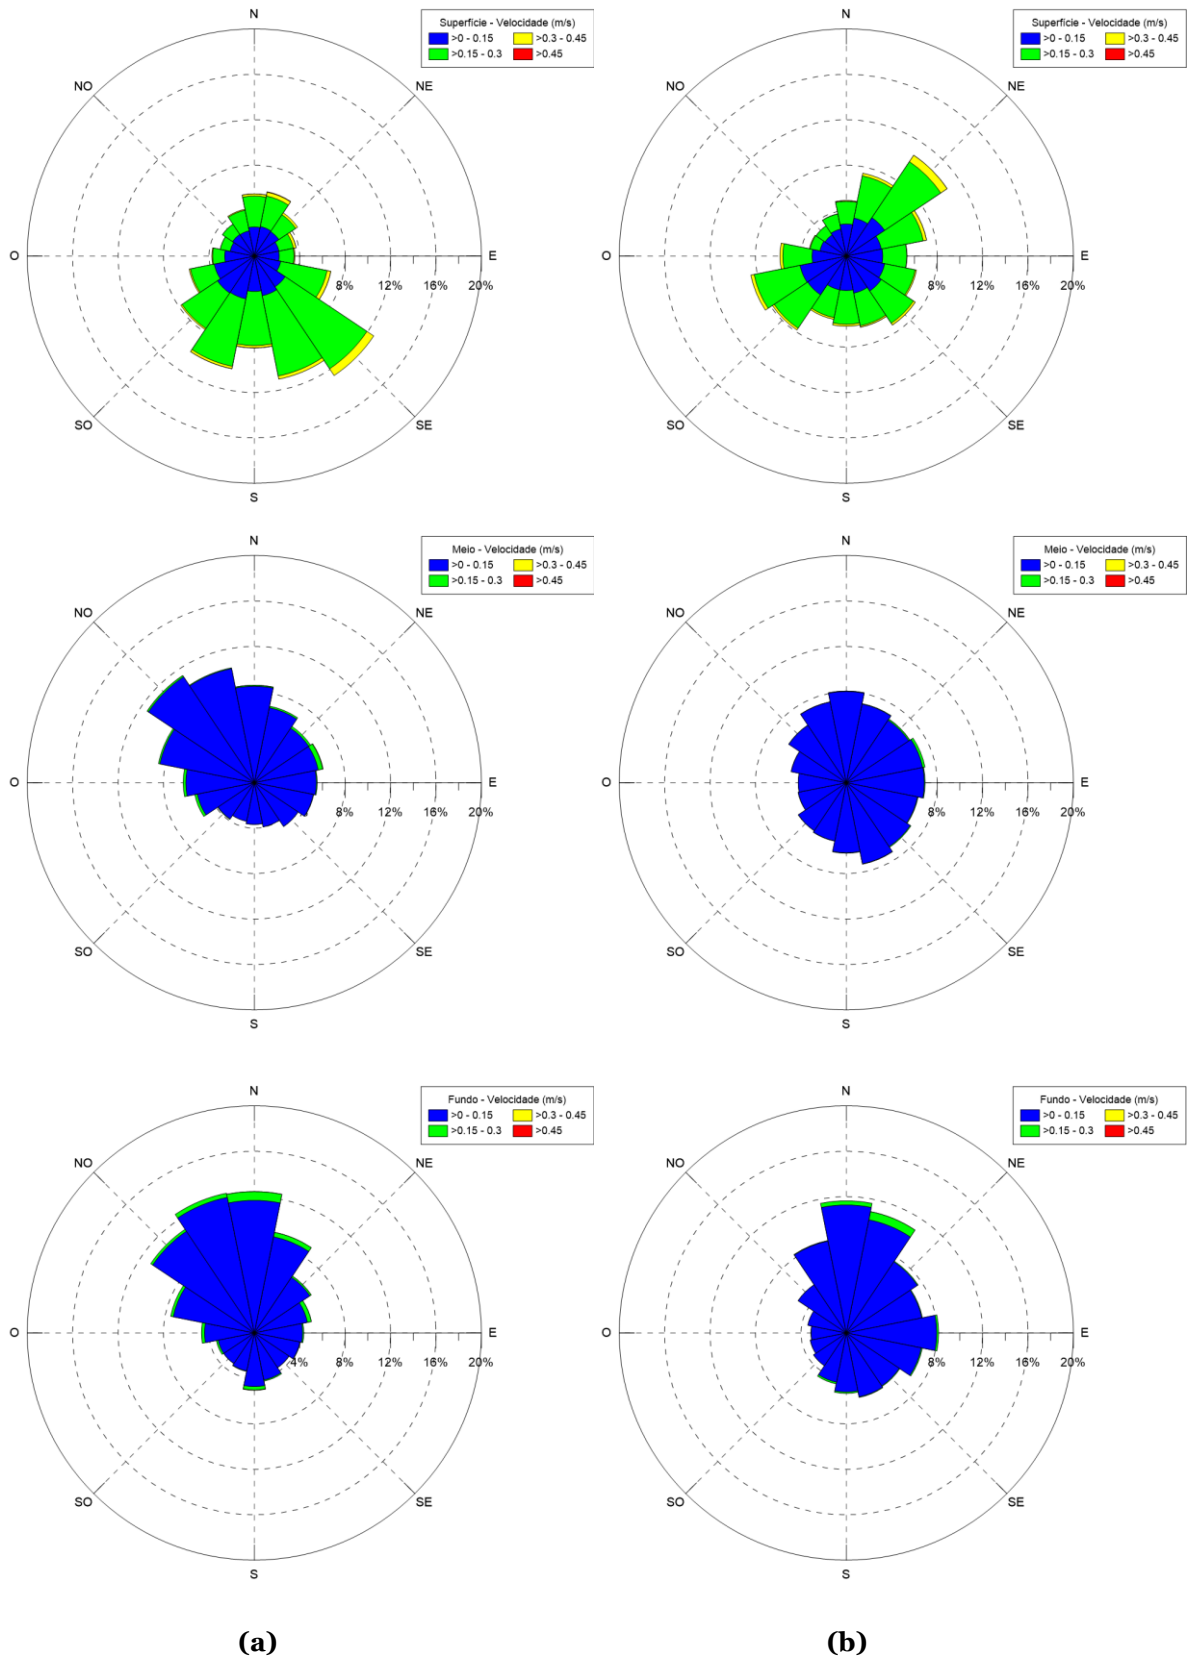 N
Superfície - Velocidade (m/s)
>0 - 0.15 >0.3 - 0.45
>0.15 - 0.3 >0.45
NO
NE
O
E
8% 12% 16% 20%
SO
SE
S
N
Superfície - Velocidade (m/s)
>0 - 0.15 >0.3 - 0.45
>0.15 - 0.3 >0.45
NO
NE
O
E
8% 12% 16% 20%
SO
SE
S
N
Meio - Velocidade (m/s)
>0 - 0.15 >0.3 - 0.45
>0.15 - 0.3 >0.45
NO
NE
O
E
8% 12% 16% 20%
SO
SE
S
N
Meio - Velocidade (m/s)
>0 - 0.15 >0.3 - 0.45
>0.15 - 0.3 >0.45
NO
NE
O
E
8% 12% 16% 20%
SO
SE
S
N
Fundo - Velocidade (m/s)
>0 - 0.15 >0.3 - 0.45
>0.15 - 0.3 >0.45
NO
NE
O
E
4% 8% 12% 16% 20%
SO
SE
S
N
Fundo - Velocidade (m/s)
>0 - 0.15 >0.3 - 0.45
>0.15 - 0.3 >0.45
NO
NE
O
E
8% 12% 16% 20%
SO
SE
S
(a) (b)